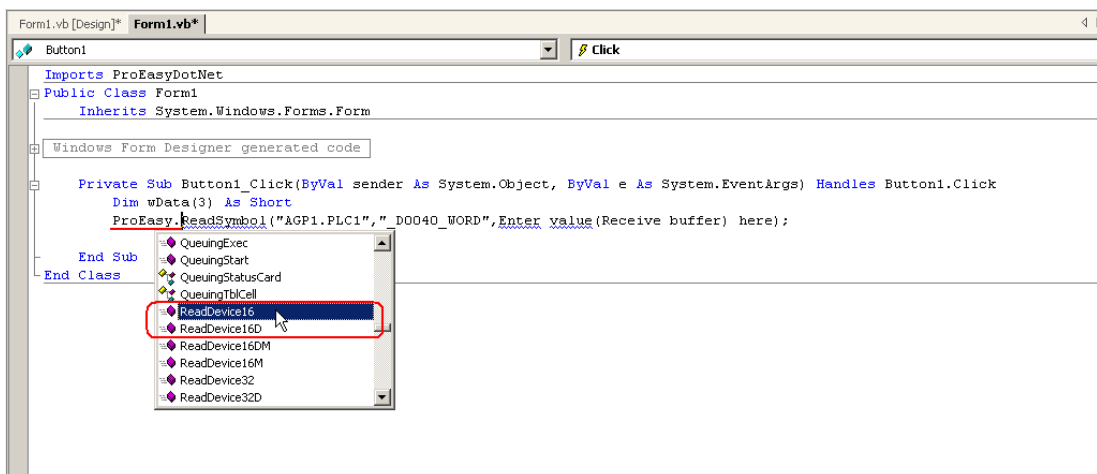 Form1.vb [Design]* Form1.vb*
Button1 Click
Imports ProEasyDotNet
Public Class Form1
Inherits System.Windows.Forms.Form
Windows Form Designer generated code
Private Sub Button1_Click(ByVal sender As System.Object, ByVal e As System.EventArgs) Handles Button1.Click
Dim wData(3) As Short
ProEasy.ReadSymbol("AGP1.PLC1","_D0040_WORD",Enter value(Receive buffer) here);
QueuingExec
End Sub
QueuingStart
End Class
QueuingStatusCard
QueuingTblCell
ReadDevice16
ReadDevice16D
ReadDevice16DM
ReadDevice16M
ReadDevice32
ReadDevice32D